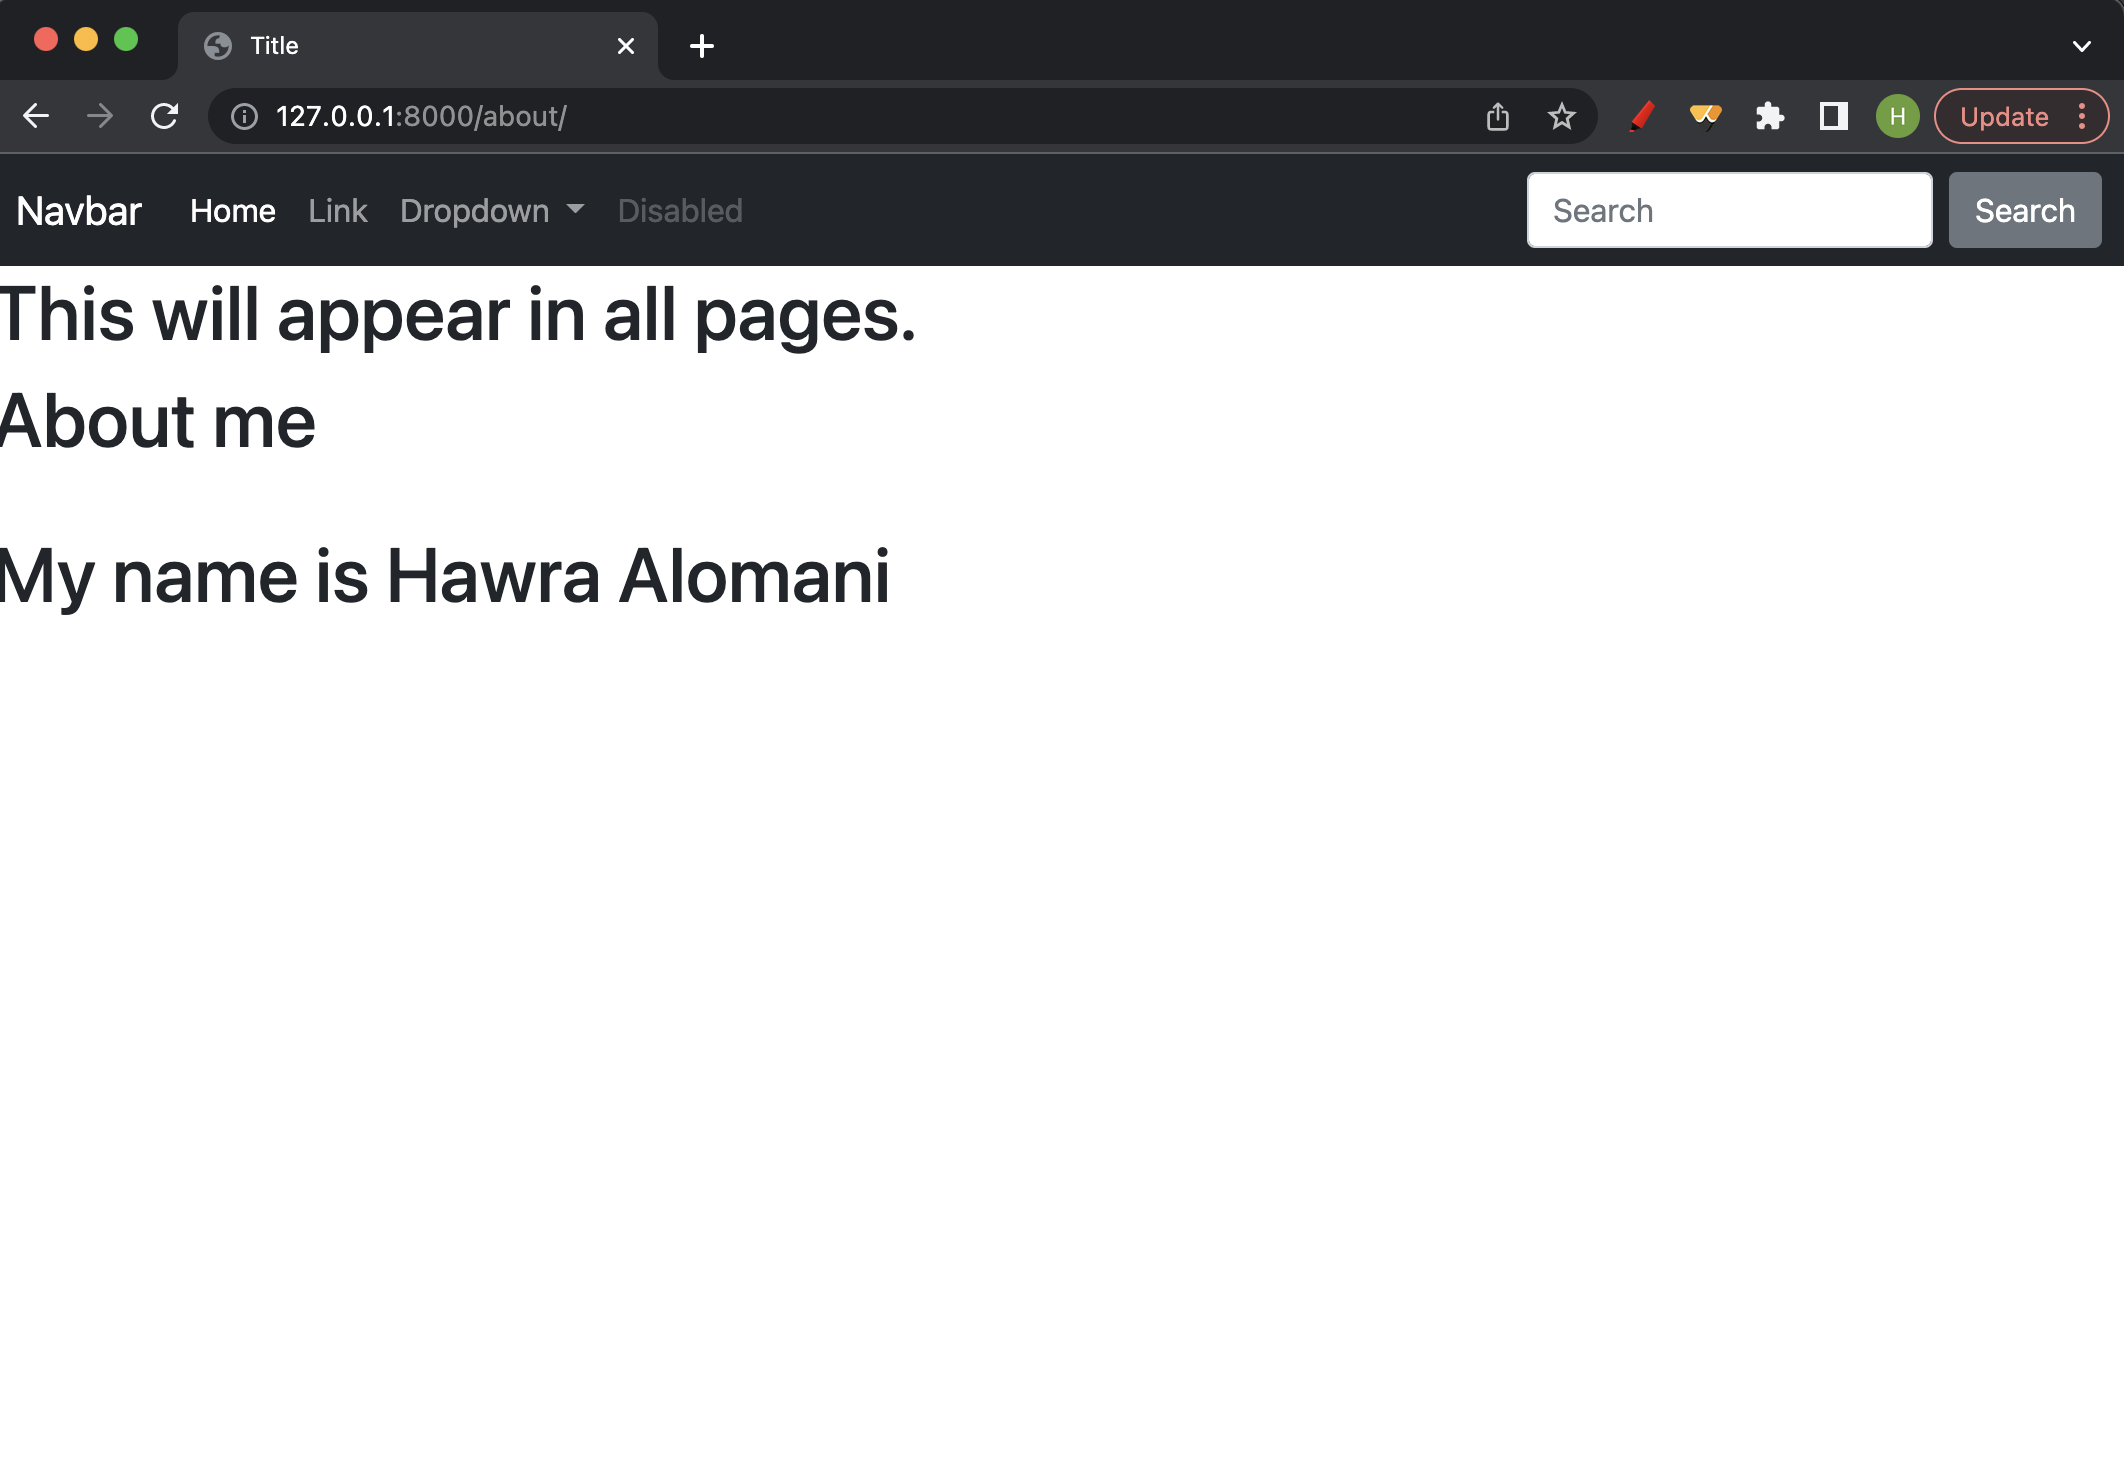 Title
127.0.0.1:8000/about/
H
Update
Navbar Home Link Dropdown Disabled Search Search
This will appear in all pages.
About me
My name is Hawra Alomani